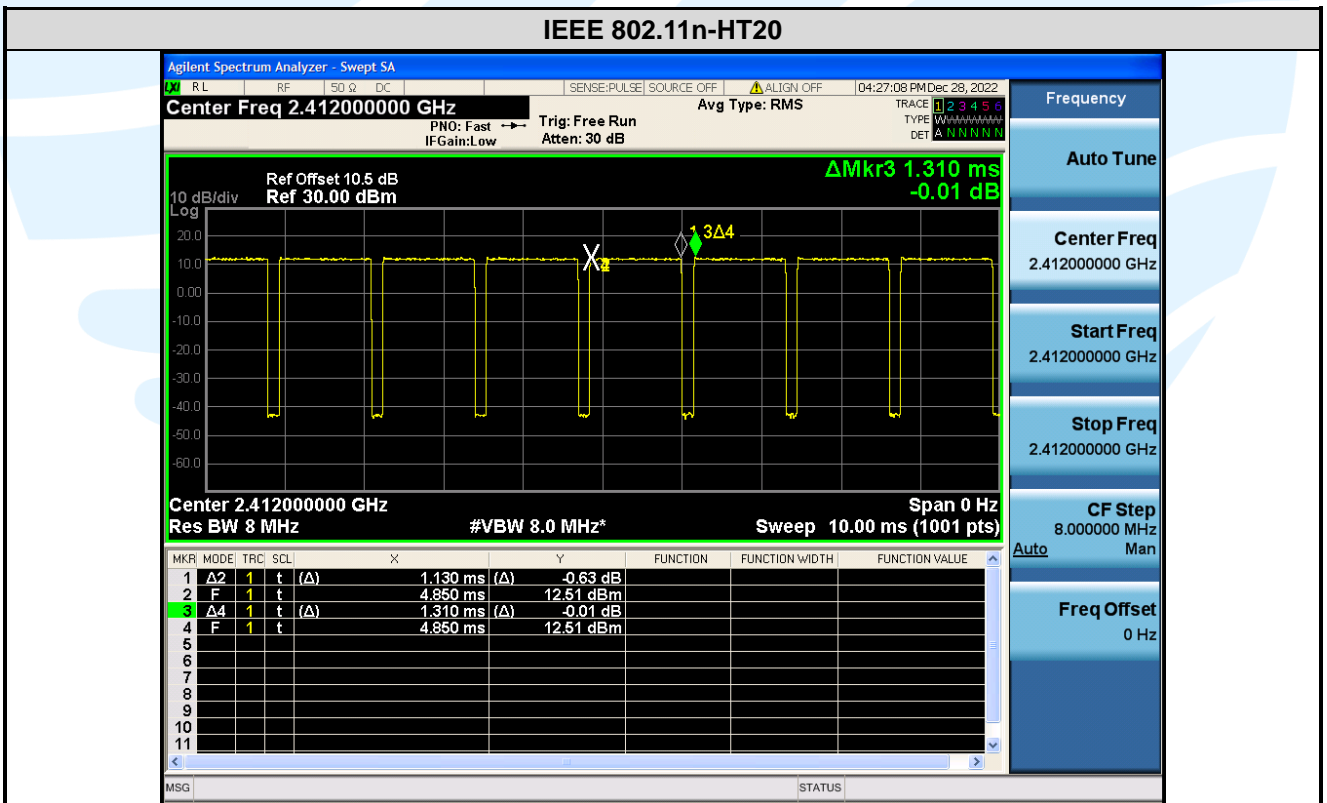 IEEE 802.11n-HT20
Agilent Spectrum Analyzer - Swept SA
LXI RL RF 50 Ω DC SENSE:PULSE SOURCE OFF ALIGN OFF 04:27:08 PM Dec 28, 2022
Center Freq 2.412000000 GHz
PNO: Fast
IFGain:Low
Trig: Free Run
Atten: 30 dB
Avg Type: RMS
TRACE 1 2 3 4 5 6
TYPE WWWWWW
DET A N N N N N
ΔMkr3 1.310 ms
-0.01 dB
Ref Offset 10.5 dB
10 dB/div Ref 30.00 dBm
Log
20.0
10.0
0.00
-10.0
-20.0
-30.0
-40.0
-50.0
-60.0
X
1 3Δ4
Center 2.412000000 GHz Span 0 Hz
Res BW 8 MHz #VBW 8.0 MHz* Sweep 10.00 ms (1001 pts)
MKR MODE TRC SCL X Y FUNCTION FUNCTION WIDTH FUNCTION VALUE
1 Δ2 1 t (Δ) 1.130 ms (Δ) -0.63 dB
2 F 1 t 4.850 ms 12.51 dBm
3 Δ4 1 t (Δ) 1.310 ms (Δ) -0.01 dB
4 F 1 t 4.850 ms 12.51 dBm
5
6
7
8
9
10
11
MSG STATUS
Frequency
Auto Tune
Center Freq
2.412000000 GHz
Start Freq
2.412000000 GHz
Stop Freq
2.412000000 GHz
CF Step
8.000000 MHz
Auto Man
Freq Offset
0 Hz